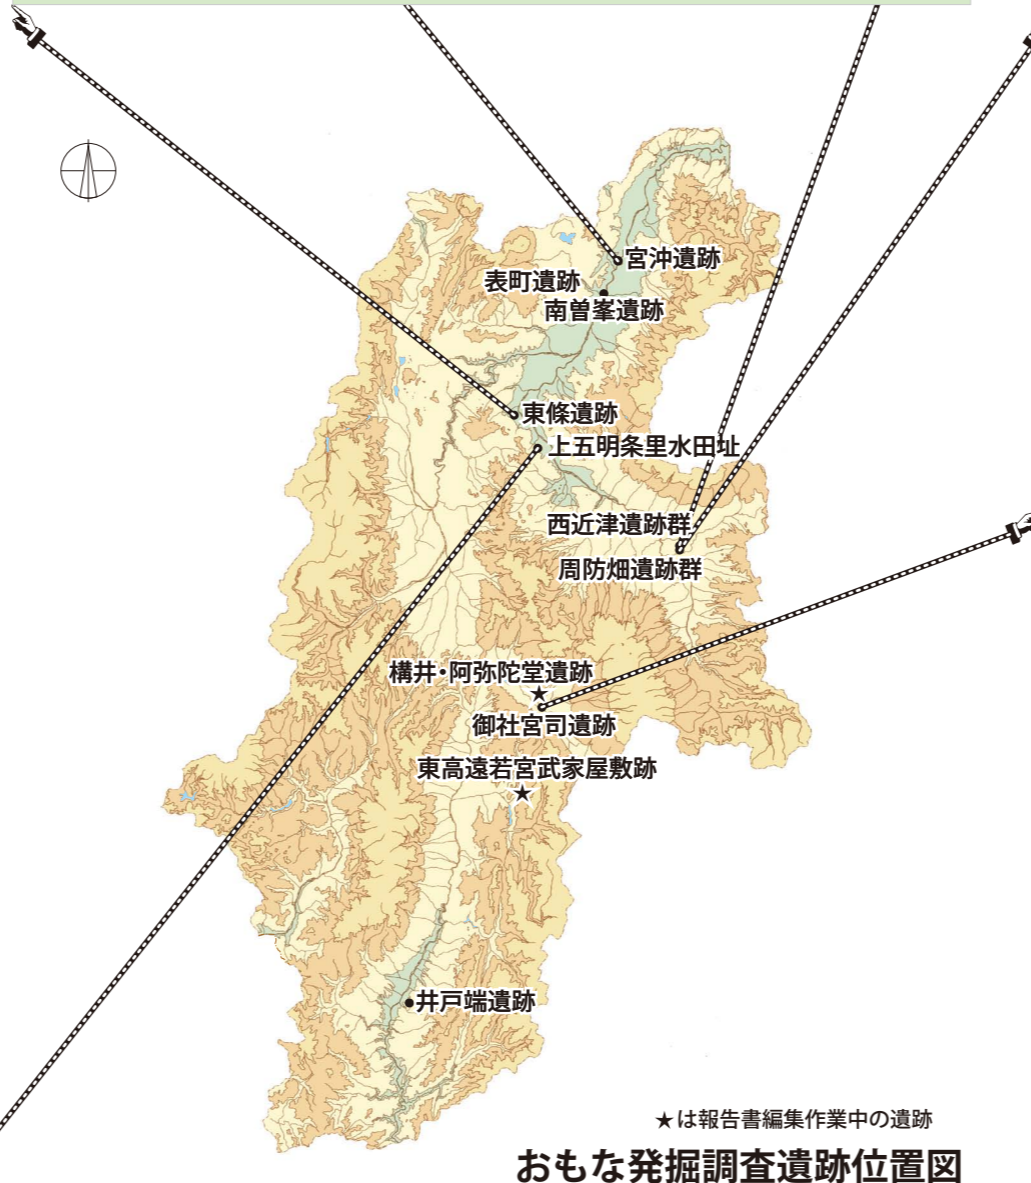 宮沖遺跡
表町遺跡
南曽峯遺跡
東條遺跡
上五明条里水田址
西近津遺跡群
周防畑遺跡群
構井・阿弥陀堂遺跡
御社宮司遺跡
東高遠若宮武家屋敷跡
井戸端遺跡
★は報告書編集作業中の遺跡
おもな発掘調査遺跡位置図